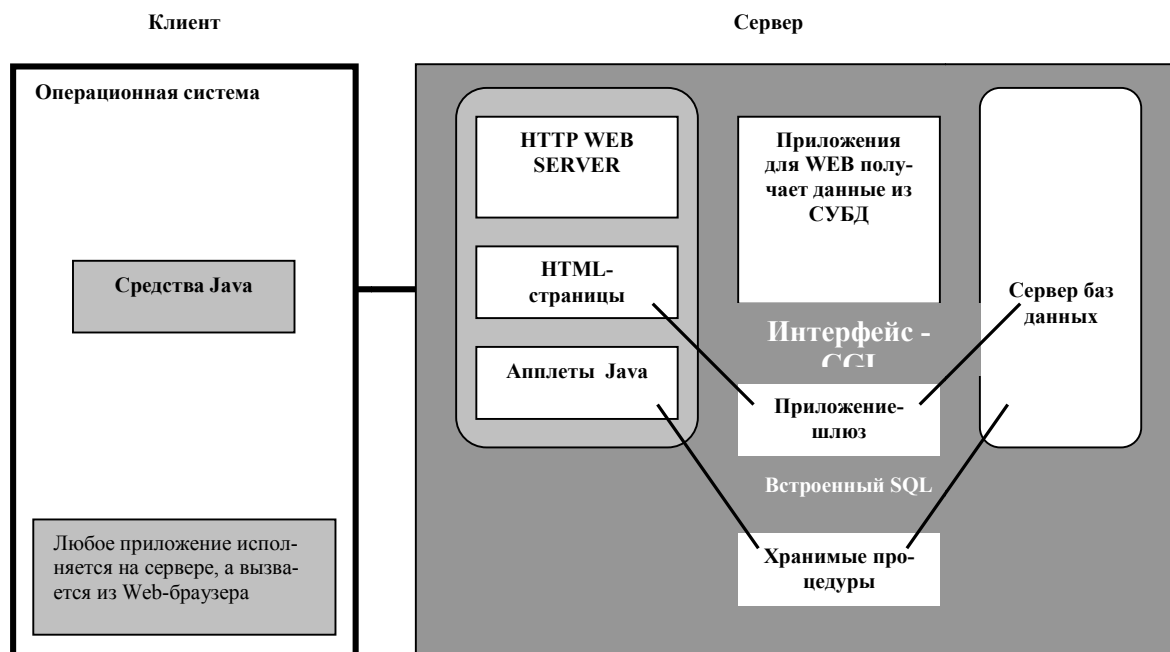 Клиент
Сервер
Операционная система
Средства Java
Любое приложение испол-
няется на сервере, а вызва-
ется из Web-браузера
HTTP WEB
SERVER
HTML-
страницы
Апплеты Java
Приложения
для WEB полу-
чает данные из
СУБД
Интерфейс -
CGI
Приложение-
шлюз
Встроенный SQL
Хранимые про-
цедуры
Сервер баз
данных